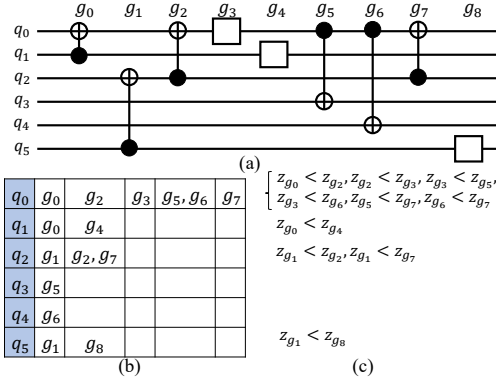 g₀ g₁ g₂ g₃ g₄ g₅ g₆ g₇ g₈
q₀
q₁
q₂
q₃
q₄
q₅
(a)
q₀ g₀ g₂ g₃ g₅, g₆ g₇
q₁ g₀ g₄
q₂ g₁ g₂, g₇
q₃ g₅
q₄ g₆
q₅ g₁ g₈
(b)
z_{g₀} < z_{g₂}, z_{g₂} < z_{g₃}, z_{g₃} < z_{g₅},
z_{g₃} < z_{g₆}, z_{g₅} < z_{g₇}, z_{g₆} < z_{g₇}
z_{g₀} < z_{g₄}
z_{g₁} < z_{g₂}, z_{g₁} < z_{g₇}
z_{g₁} < z_{g₈}
(c)